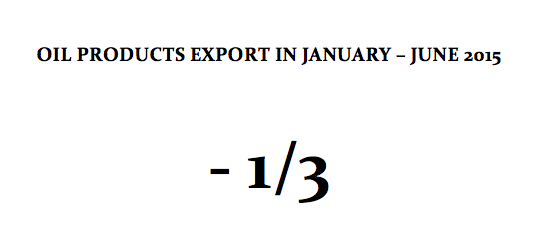 OIL PRODUCTS EXPORT IN JANUARY – JUNE 2015
- 1/3